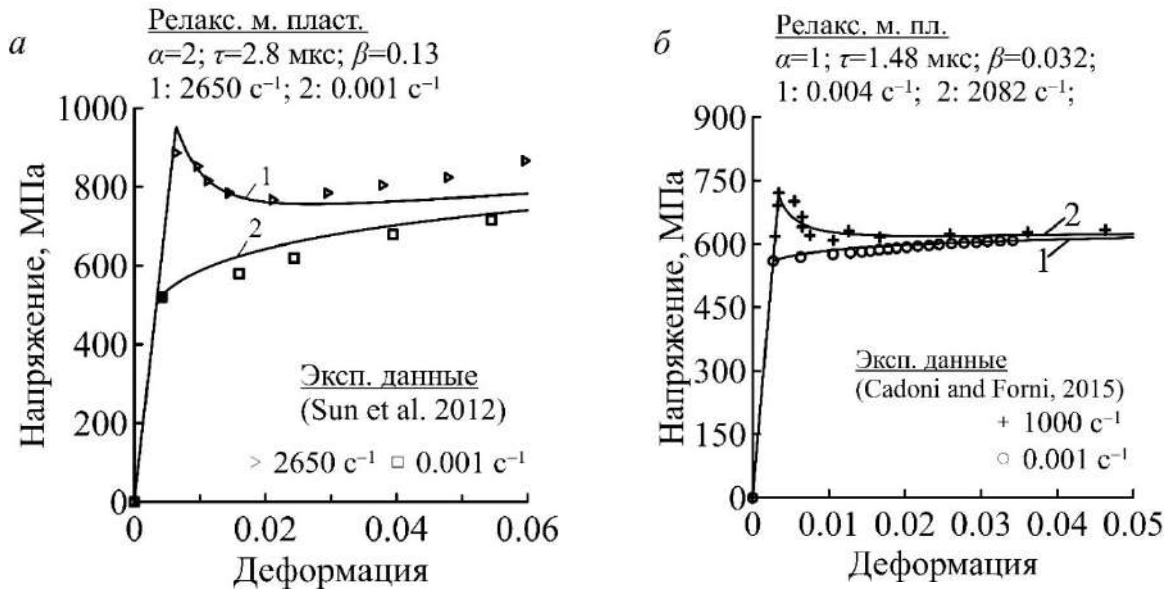 а
Релакс. м. пласт.
α=2; τ=2.8 мкс; β=0.13
1: 2650 с⁻¹; 2: 0.001 с⁻¹
Напряжение, МПа
1000
800
600
400
200
0
1
2
Эксп. данные
(Sun et al. 2012)
▹ 2650 с⁻¹ □ 0.001 с⁻¹
0 0.02 0.04 0.06
Деформация
б
Релакс. м. пл.
α=1; τ=1.48 мкс; β=0.032;
1: 0.004 с⁻¹; 2: 2082 с⁻¹;
Напряжение, МПа
900
750
600
450
300
150
0
2
1
Эксп. данные
(Cadoni and Forni, 2015)
+ 1000 с⁻¹
○ 0.001 с⁻¹
0 0.01 0.02 0.03 0.04 0.05
Деформация